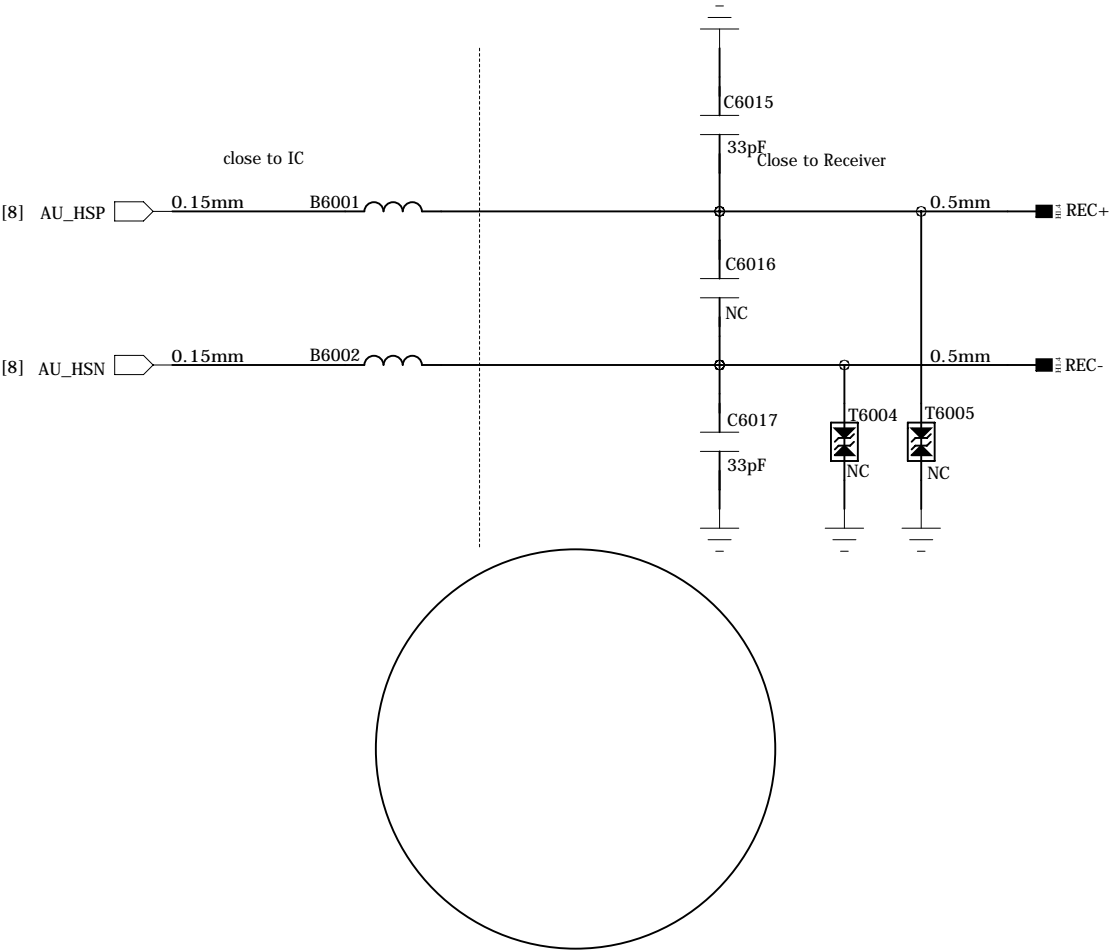 C6015
33pF
close to IC
Close to Receiver
[8] AU_HSP
0.15mm
B6001
0.5mm
REC+
C6016
NC
[8] AU_HSN
0.15mm
B6002
0.5mm
REC-
C6017
33pF
T6004
NC
T6005
NC